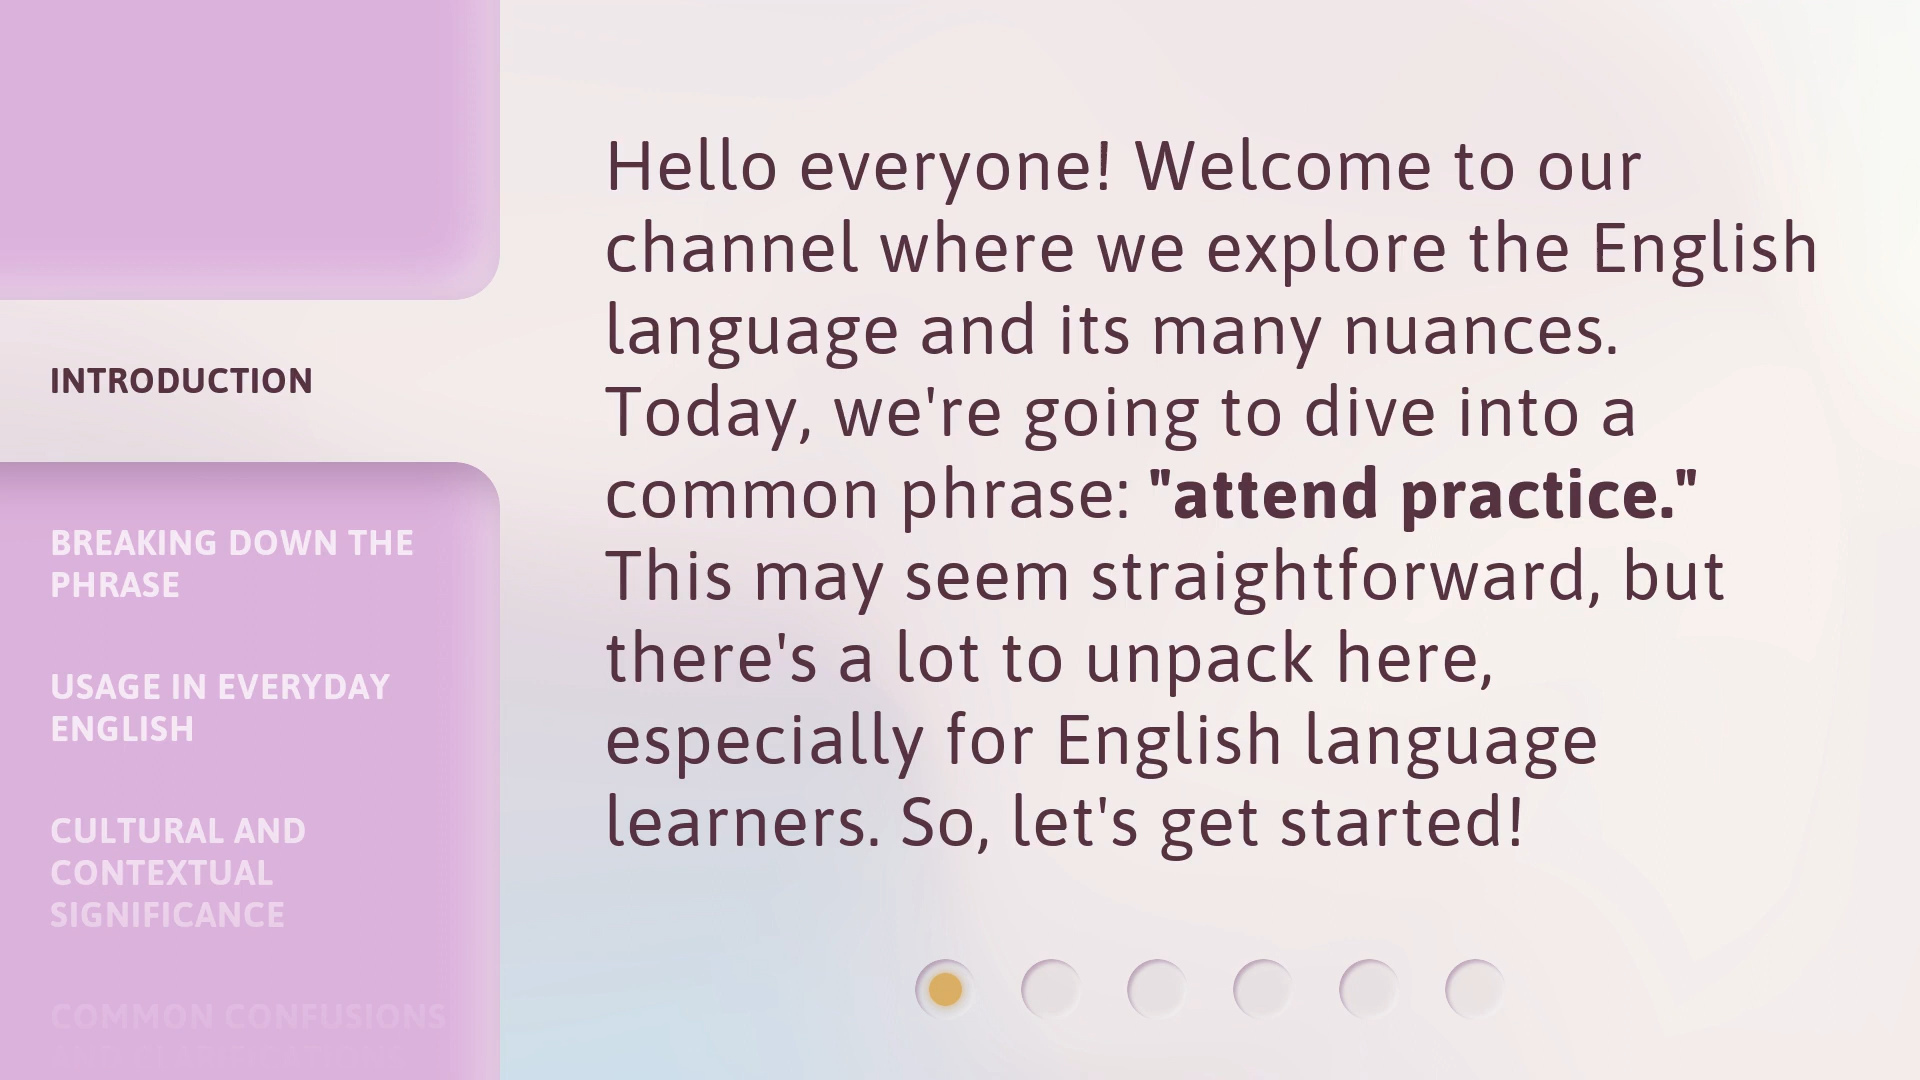 INTRODUCTION
BREAKING DOWN THE
PHRASE
USAGE IN EVERYDAY
ENGLISH
CULTURAL AND
CONTEXTUAL
SIGNIFICANCE
COMMON CONFUSIONS
AND CLARIFICATIONS
Hello everyone! Welcome to our
channel where we explore the English
language and its many nuances.
Today, we're going to dive into a
common phrase: "attend practice."
This may seem straightforward, but
there's a lot to unpack here,
especially for English language
learners. So, let's get started!